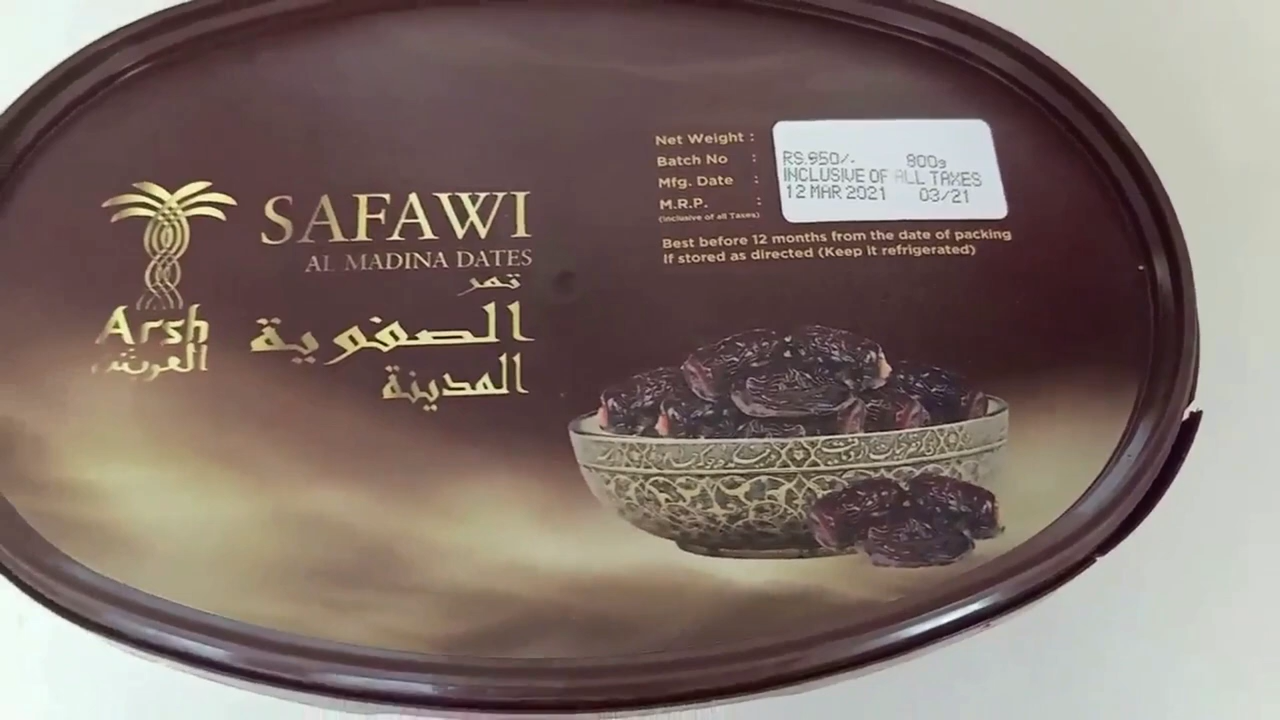 Arsh
العريش
SAFAWI
AL MADINA DATES
تمر
الصفوية
المدينة
Net Weight :
Batch No :
Mfg. Date :
M.R.P. :
(Inclusive of all Taxes)
RS.950/- 800g
INCLUSIVE OF ALL TAXES
12 MAR 2021 03/21
Best before 12 months from the date of packing
If stored as directed (Keep it refrigerated)